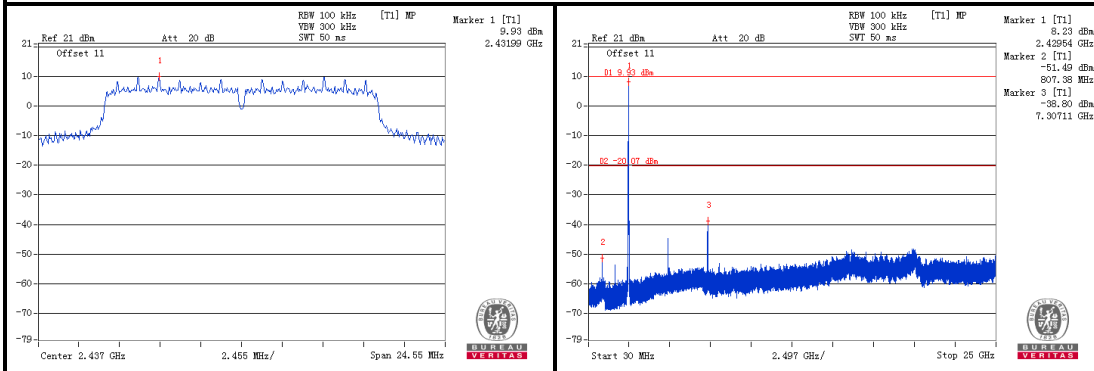 RBW 100 kHz [T1] MP
VBW 300 kHz
Ref 21 dBm Att 20 dB SWT 50 ms
Marker 1 [T1]
9.93 dBm
2.43199 GHz
21
Offset 11
1
10
0
-10
-20
-30
-40
-50
-60
-70
-79
Center 2.437 GHz 2.455 MHz/ Span 24.55 MHz
BUREAU VERITAS
1828
BUREAU
VERITAS
RBW 100 kHz [T1] MP
VBW 300 kHz
Ref 21 dBm Att 20 dB SWT 50 ms
Marker 1 [T1]
8.23 dBm
2.42954 GHz
Marker 2 [T1]
-51.49 dBm
807.38 MHz
Marker 3 [T1]
-38.80 dBm
7.30711 GHz
21
Offset 11
1
D1 9.93 dBm
10
0
-10
D2 -20.07 dBm
-20
-30
3
-40
2
-50
-60
-70
-79
Start 30 MHz 2.497 GHz/ Stop 25 GHz
BUREAU VERITAS
1828
BUREAU
VERITAS